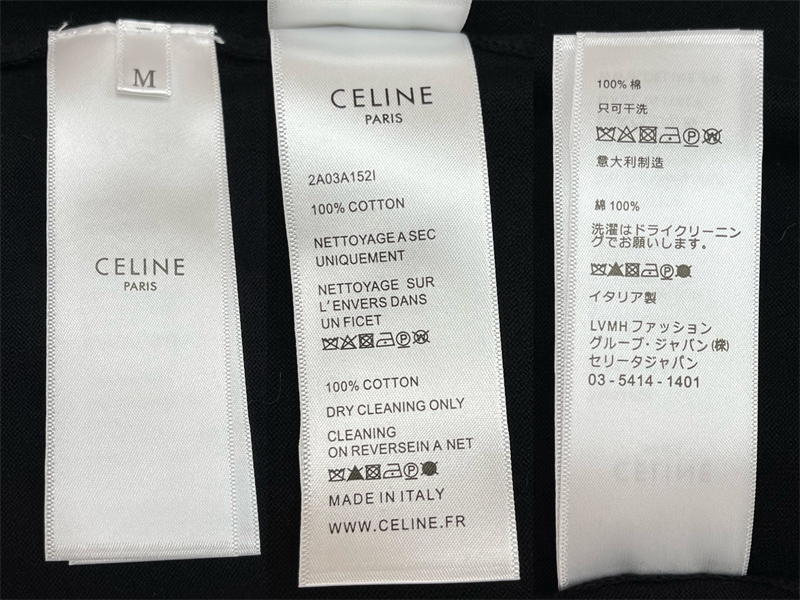 M
CELINE
PARIS
CELINE
PARIS
2A03A152I
100% COTTON
NETTOYAGE A SEC
UNIQUEMENT
NETTOYAGE SUR
L'ENVERS DANS
UN FICET
100% COTTON
DRY CLEANING ONLY
CLEANING
ON REVERSEIN A NET
MADE IN ITALY
WWW.CELINE.FR
100% 棉
只可干洗
意大利制造
綿 100%
洗濯はドライクリーニン
グでお願いします。
イタリア製
LVMHファッション
グループ・ジャパン(株)
セリータジャパン
03-5414-1401